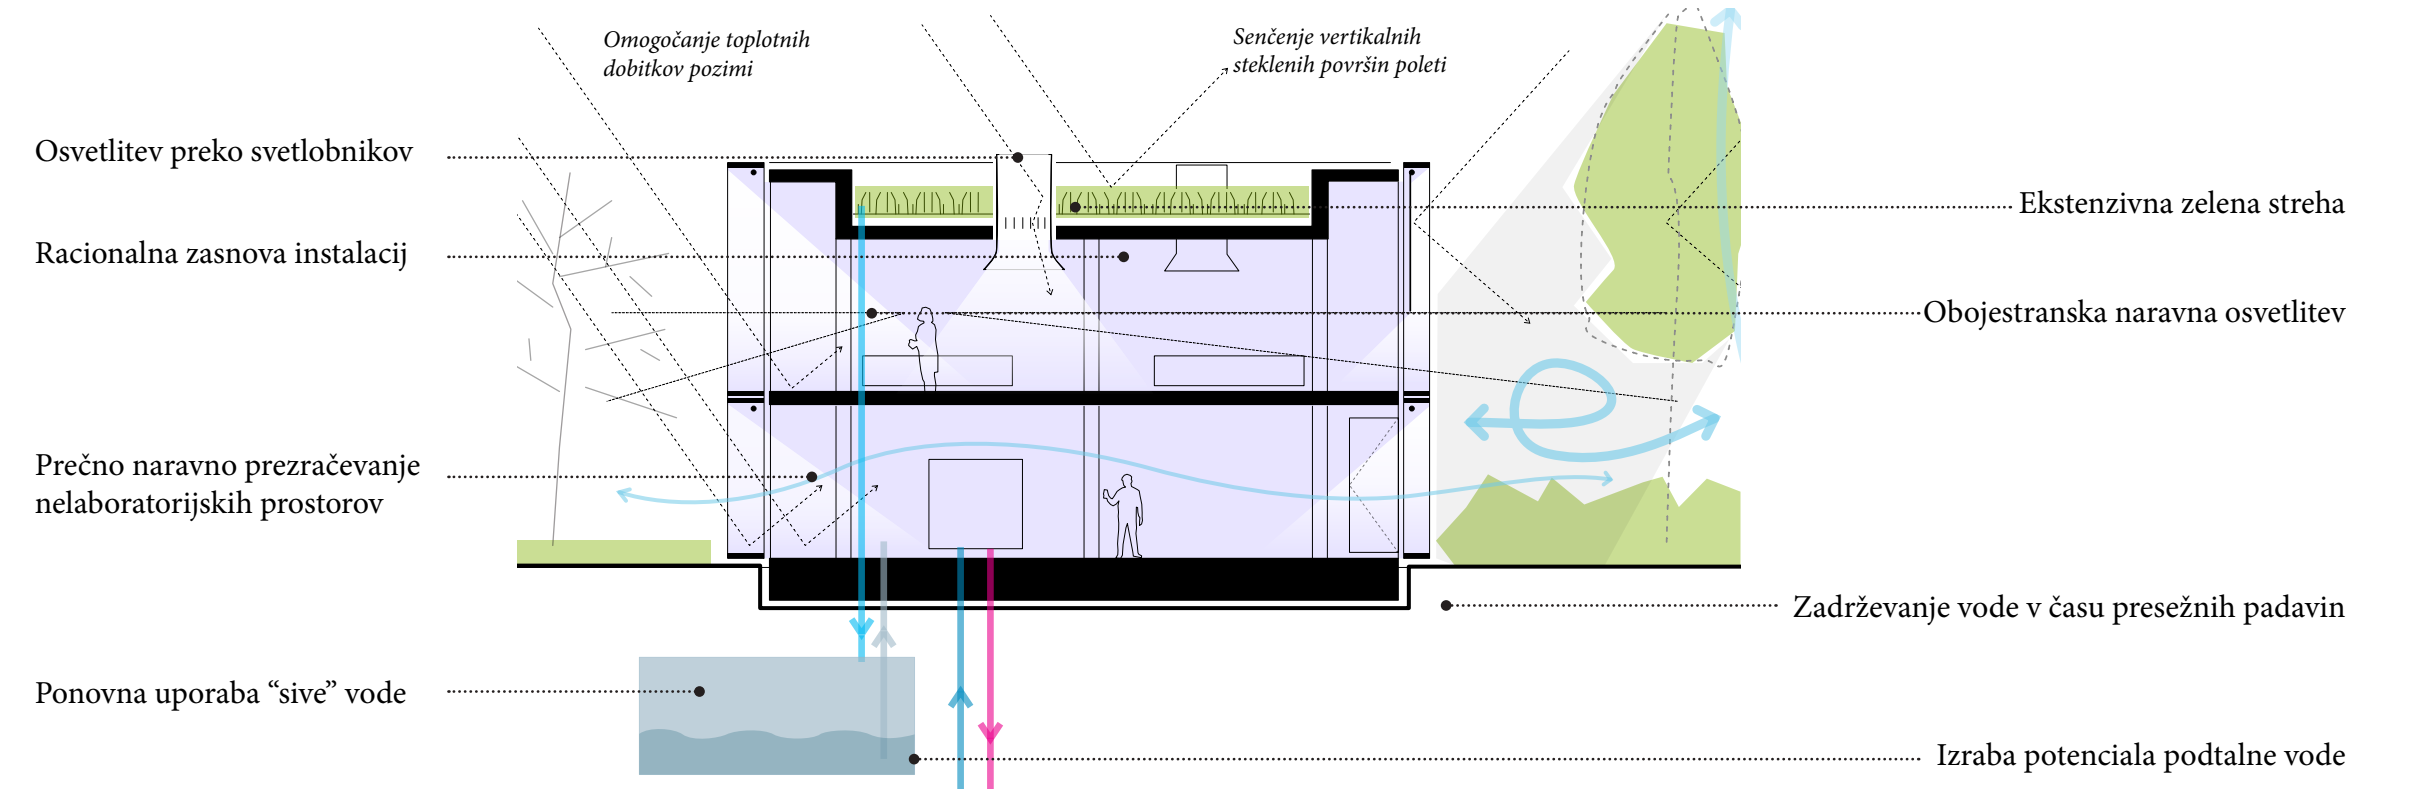 Omogočanje toplotnih
dobitkov pozimi
Senčenje vertikalnih
steklenih površin poleti
Osvetlitev preko svetlobnikov
Racionalna zasnova instalacij
Prečno naravno prezračevanje
nelaboratorijskih prostorov
Ponovna uporaba “sive” vode
Ekstenzivna zelena streha
Obojestranska naravna osvetlitev
Zadrževanje vode v času presežnih padavin
Izraba potenciala podtalne vode